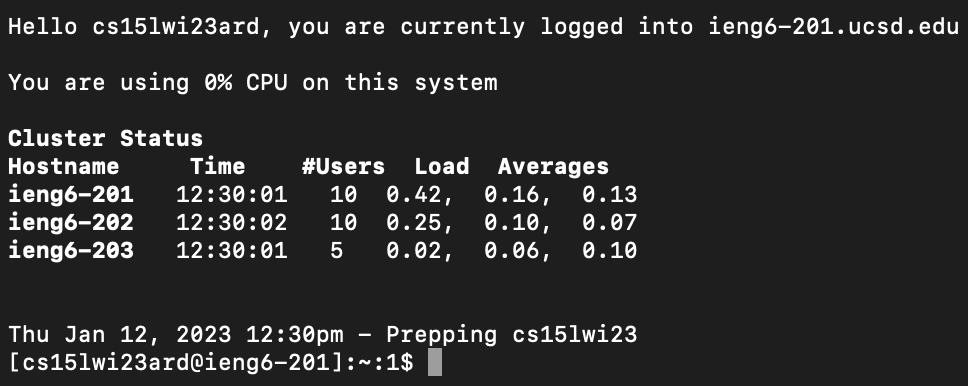 Hello cs15lwi23ard, you are currently logged into ieng6-201.ucsd.edu
You are using 0% CPU on this system
Cluster Status
Hostname     Time    #Users  Load  Averages
ieng6-201   12:30:01   10  0.42,  0.16,  0.13
ieng6-202   12:30:02   10  0.25,  0.10,  0.07
ieng6-203   12:30:01   5   0.02,  0.06,  0.10
Thu Jan 12, 2023 12:30pm - Prepping cs15lwi23
[cs15lwi23ard@ieng6-201]:~:1$